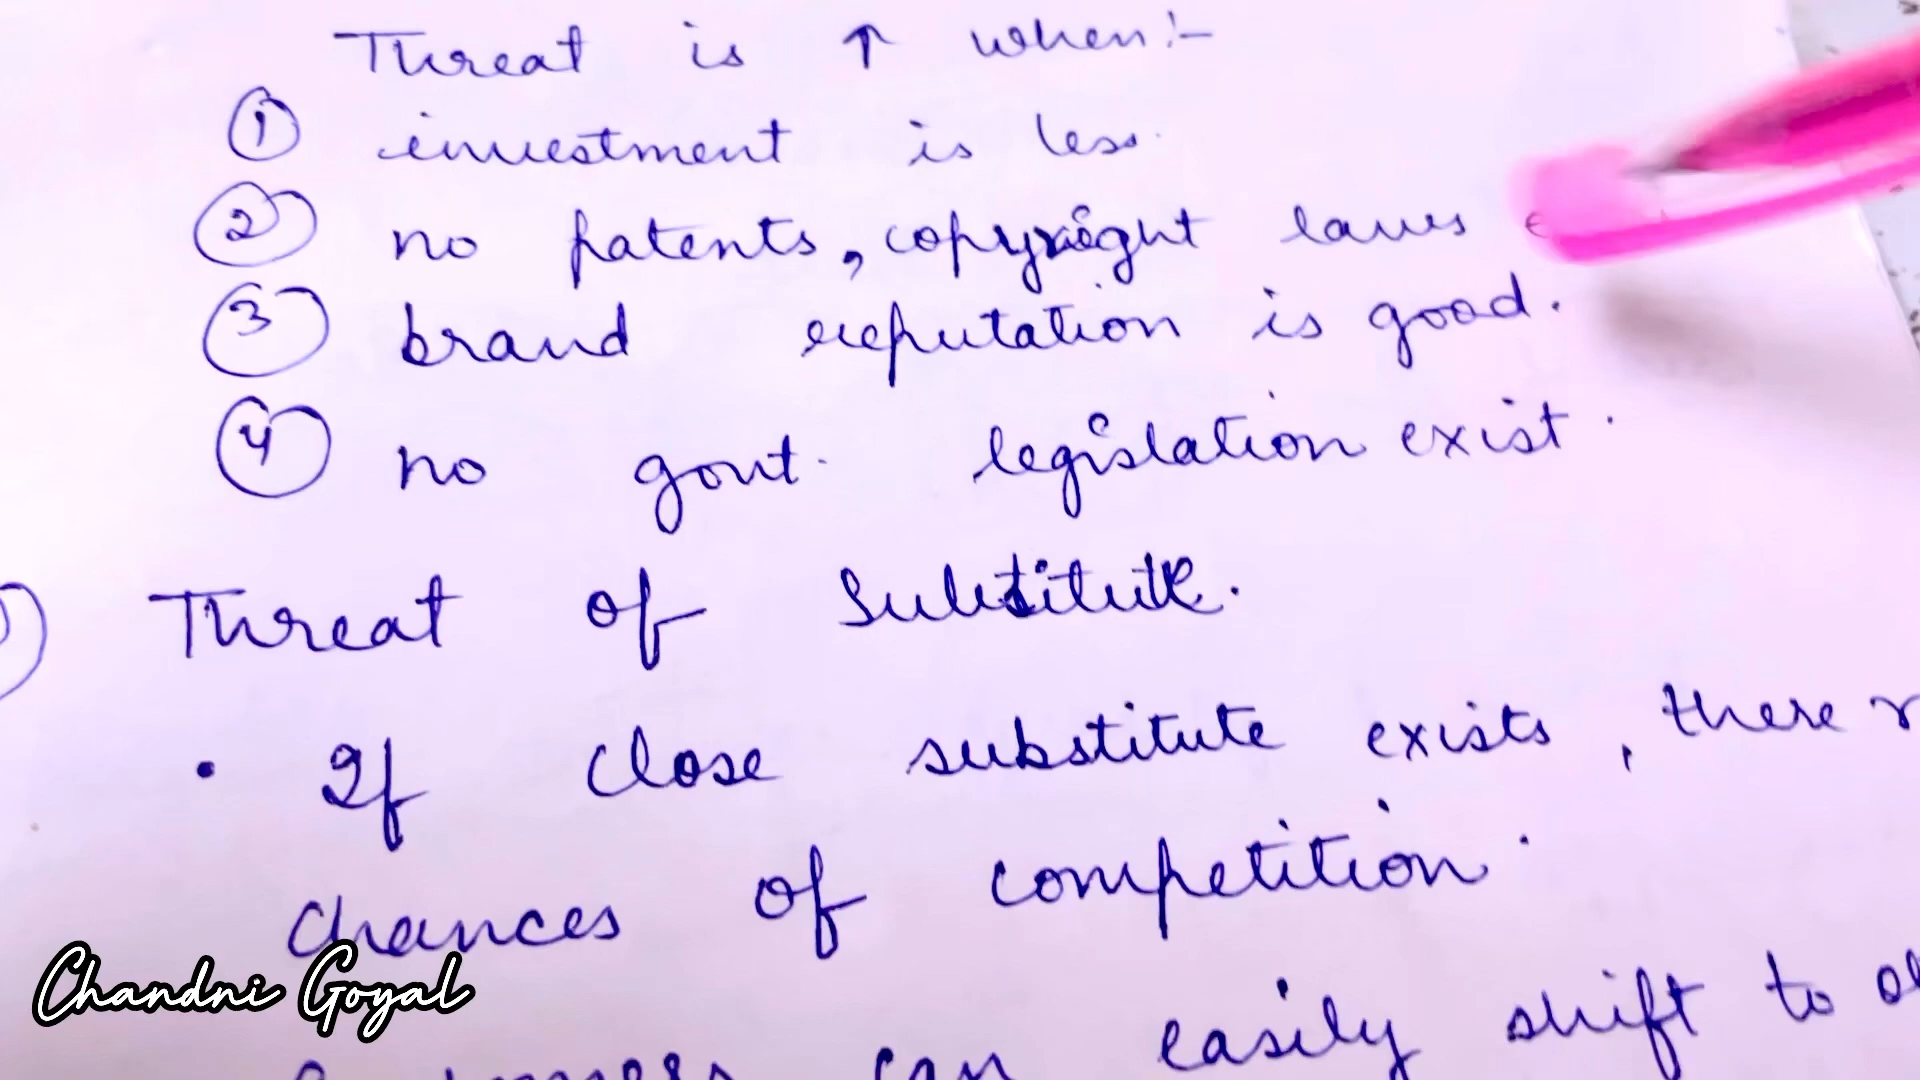 Threat is ↑ when:-
① investment is less.
② no patents, copyright laws
③ brand reputation is good.
④ no govt. legislation exist.
Threat of Substitute.
• If close substitute exists, there
chances of competition.
can easily shift to
Chandni Goyal